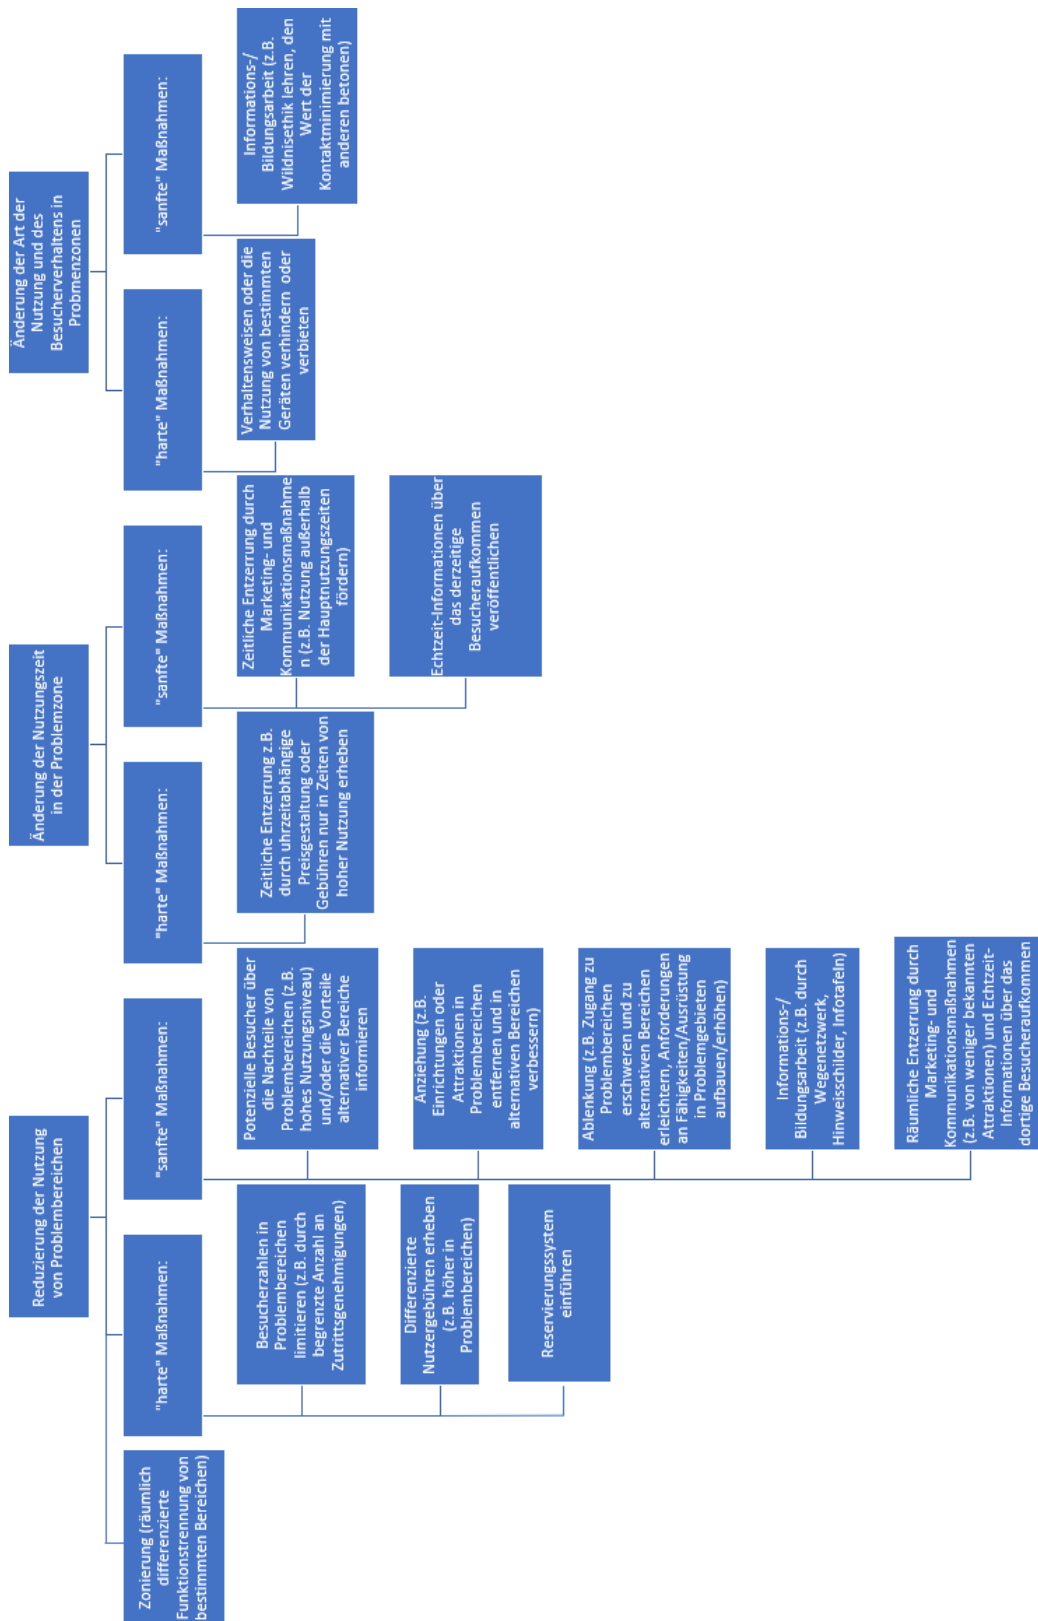 Reduzierung der Nutzung
von Problembereichen
Zonierung (räumlich
differenzierte
Funktionstrennung von
bestimmten Bereichen)
"harte" Maßnahmen:
Besucherzahlen in
Problembereichen
limitieren (z.B. durch
begrenzte Anzahl an
Zutrittsgenehmigungen)
Differenzierte
Nutzergebühren erheben
(z.B. höher in
Problembereichen)
Reservierungssystem
einführen
"sanfte" Maßnahmen:
Potenzielle Besucher über
die Nachteile von
Problembereichen (z.B.
hohes Nutzungsniveau)
und/oder die Vorteile
alternativer Bereiche
informieren
Anziehung (z.B.
Einrichtungen oder
Attraktionen in
Problembereichen
entfernen und in
alternativen Bereichen
verbessern)
Ablenkung (z.B. Zugang zu
Problembereichen
erschweren und zu
alternativen Bereichen
erleichtern, Anforderungen
an Fähigkeiten/Ausrüstung
in Problemgebieten
aufbauen/erhöhen)
Informations-/
Bildungsarbeit (z.B. durch
Wegenetzwerk,
Hinweisschilder, Infotafeln)
Räumliche Entzerrung durch
Marketing- und
Kommunikationsmaßnahmen
(z.B. von weniger bekannten
Attraktionen) und Echtzeit-
Informationen über das
dortige Besucheraufkommen
Änderung der Nutzungszeit
in der Problemzone
"harte" Maßnahmen:
Zeitliche Entzerrung z.B.
durch uhrzeitabhängige
Preisgestaltung oder
Gebühren nur in Zeiten von
hoher Nutzung erheben
"sanfte" Maßnahmen:
Zeitliche Entzerrung durch
Marketing- und
Kommunikationsmaßnahme
n (z.B. Nutzung außerhalb
der Hauptnutzungszeiten
fördern)
Echtzeit-Informationen über
das derzeitige
Besucheraufkommen
veröffentlichen
Änderung der Art der
Nutzung und des
Besucherverhaltens in
Probmenzonen
"harte" Maßnahmen:
Verhaltensweisen oder die
Nutzung von bestimmten
Geräten verhindern oder
verbieten
"sanfte" Maßnahmen:
Informations-/
Bildungsarbeit (z.B.
Wildnisethik lehren, den
Wert der
Kontaktminimierung mit
anderen betonen)